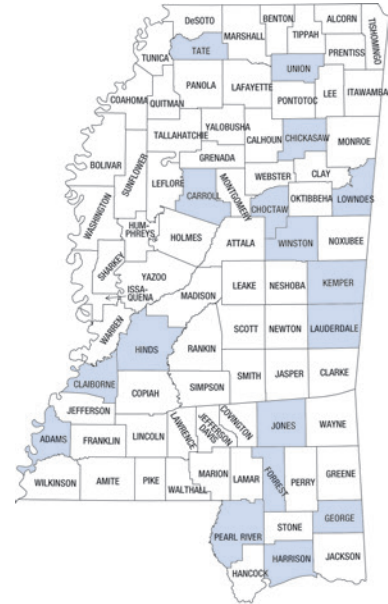 DeSOTO
MARSHALL
BENTON
TIPPAH
ALCORN
TISHOMINGO
TATE
PRENTISS
TUNICA
UNION
PANOLA
LAFAYETTE
LEE
ITAWAMBA
COAHOMA
QUITMAN
PONTOTOC
YALOBUSHA
CHICKASAW
TALLAHATCHIE
CALHOUN
MONROE
BOLIVAR
SUNFLOWER
GRENADA
LEFLORE
WEBSTER
CLAY
CARROLL
MONTGOMERY
CHOCTAW
OKTIBBEHA
LOWNDES
WASHINGTON
HUM-
PHREYS
HOLMES
ATTALA
WINSTON
NOXUBEE
SHARKEY
YAZOO
ISSA-
QUENA
MADISON
LEAKE
NESHOBA
KEMPER
WARREN
HINDS
RANKIN
SCOTT
NEWTON
LAUDERDALE
CLAIBORNE
COPIAH
SIMPSON
SMITH
JASPER
CLARKE
JEFFERSON
ADAMS
FRANKLIN
LINCOLN
LAWRENCE
JEFFERSON
DAVIS
COVINGTON
JONES
WAYNE
WILKINSON
AMITE
PIKE
WALTHALL
MARION
LAMAR
FORREST
PERRY
GREENE
PEARL RIVER
STONE
GEORGE
HANCOCK
HARRISON
JACKSON